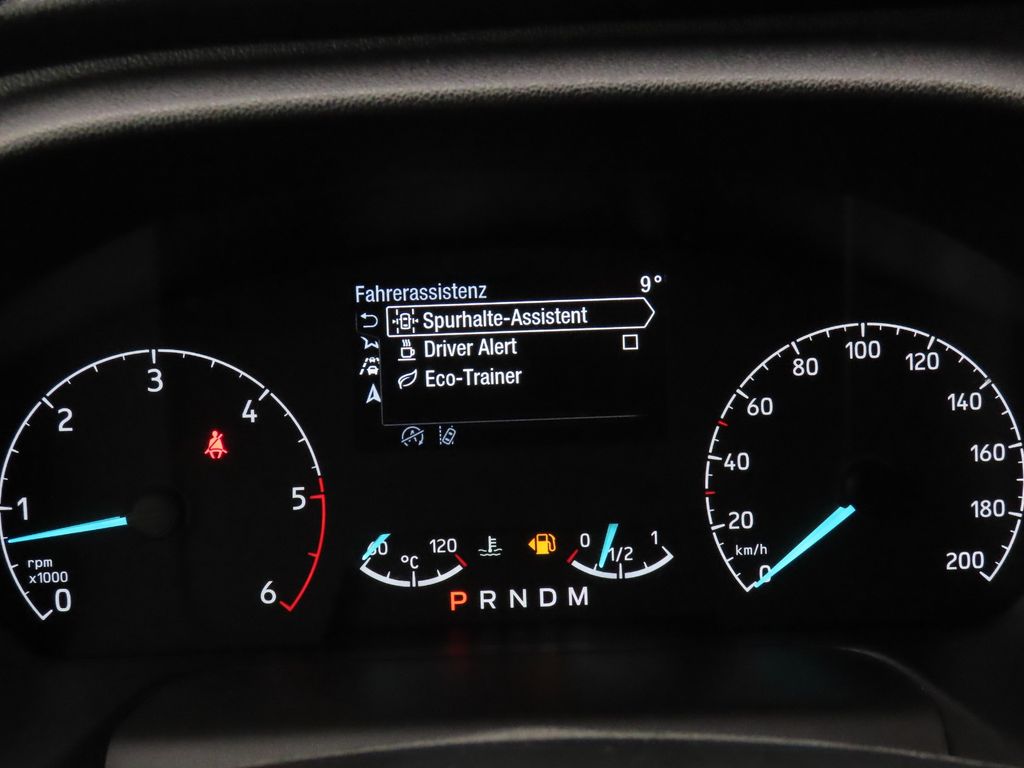 Fahrerassistenz 9°
Spurhalte-Assistent
Driver Alert
Eco-Trainer
0 1 2 3 4 5 6
rpm
x1000
60 120
°C
0 1/2 1
P R N D M
0 20 40 60 80 100 120 140 160 180 200
km/h